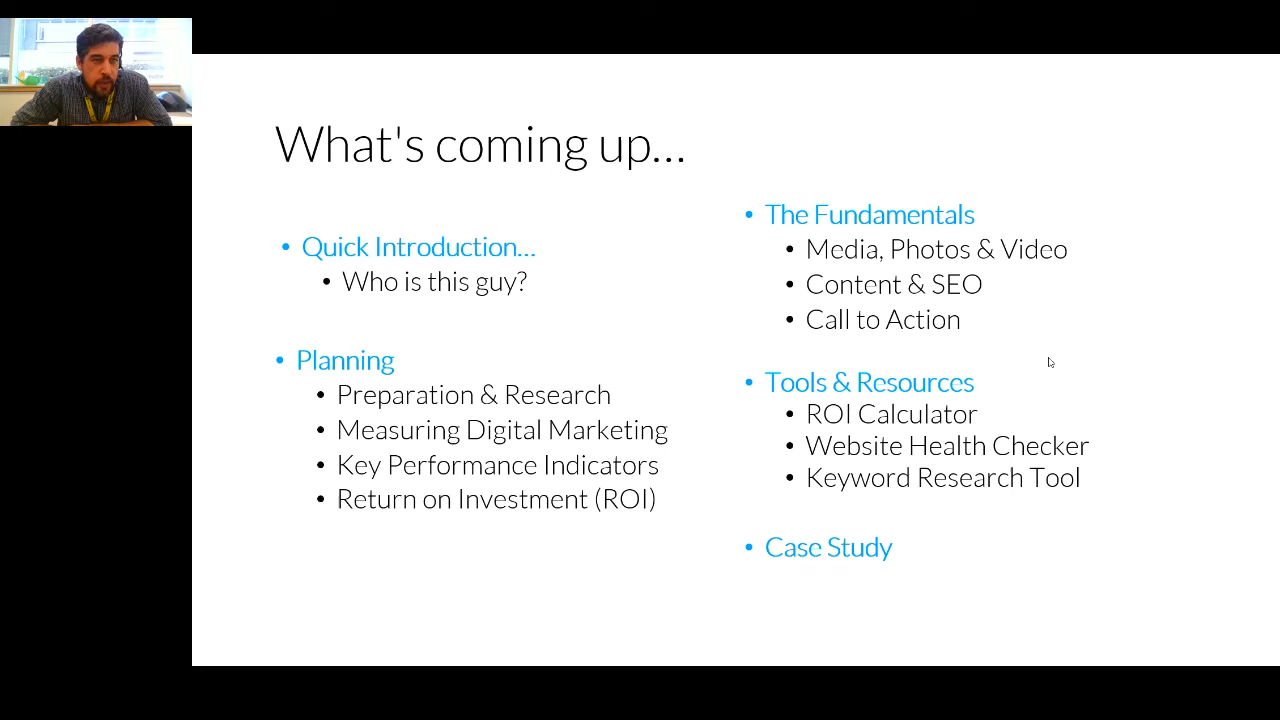 What's coming up...
• Quick Introduction...
• Who is this guy?
• Planning
• Preparation & Research
• Measuring Digital Marketing
• Key Performance Indicators
• Return on Investment (ROI)
• The Fundamentals
• Media, Photos & Video
• Content & SEO
• Call to Action
• Tools & Resources
• ROI Calculator
• Website Health Checker
• Keyword Research Tool
• Case Study